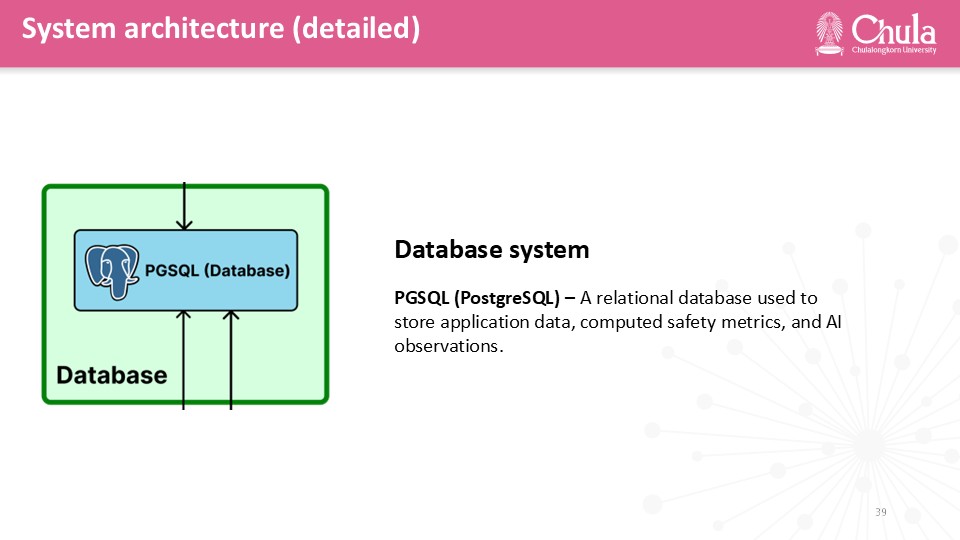 System architecture (detailed)
Chula
Chulalongkorn University
PGSQL (Database)
Database
Database system
PGSQL (PostgreSQL) – A relational database used to
store application data, computed safety metrics, and AI
observations.
39